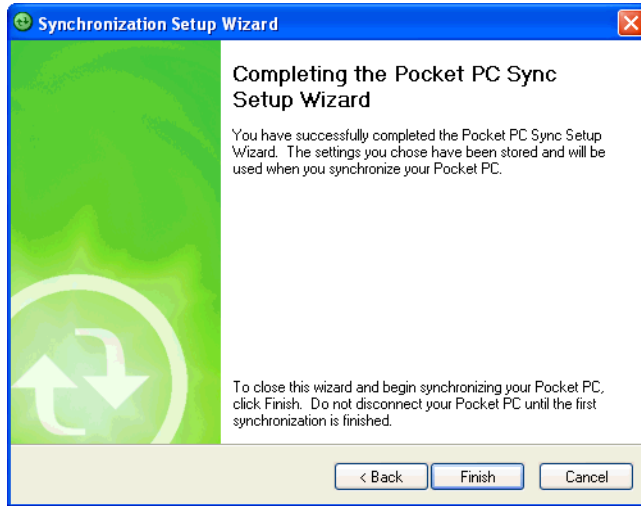 Synchronization Setup Wizard
Completing the Pocket PC Sync
Setup Wizard
You have successfully completed the Pocket PC Sync Setup
Wizard. The settings you chose have been stored and will be
used when you synchronize your Pocket PC.
To close this wizard and begin synchronizing your Pocket PC,
click Finish. Do not disconnect your Pocket PC until the first
synchronization is finished.
< Back Finish Cancel